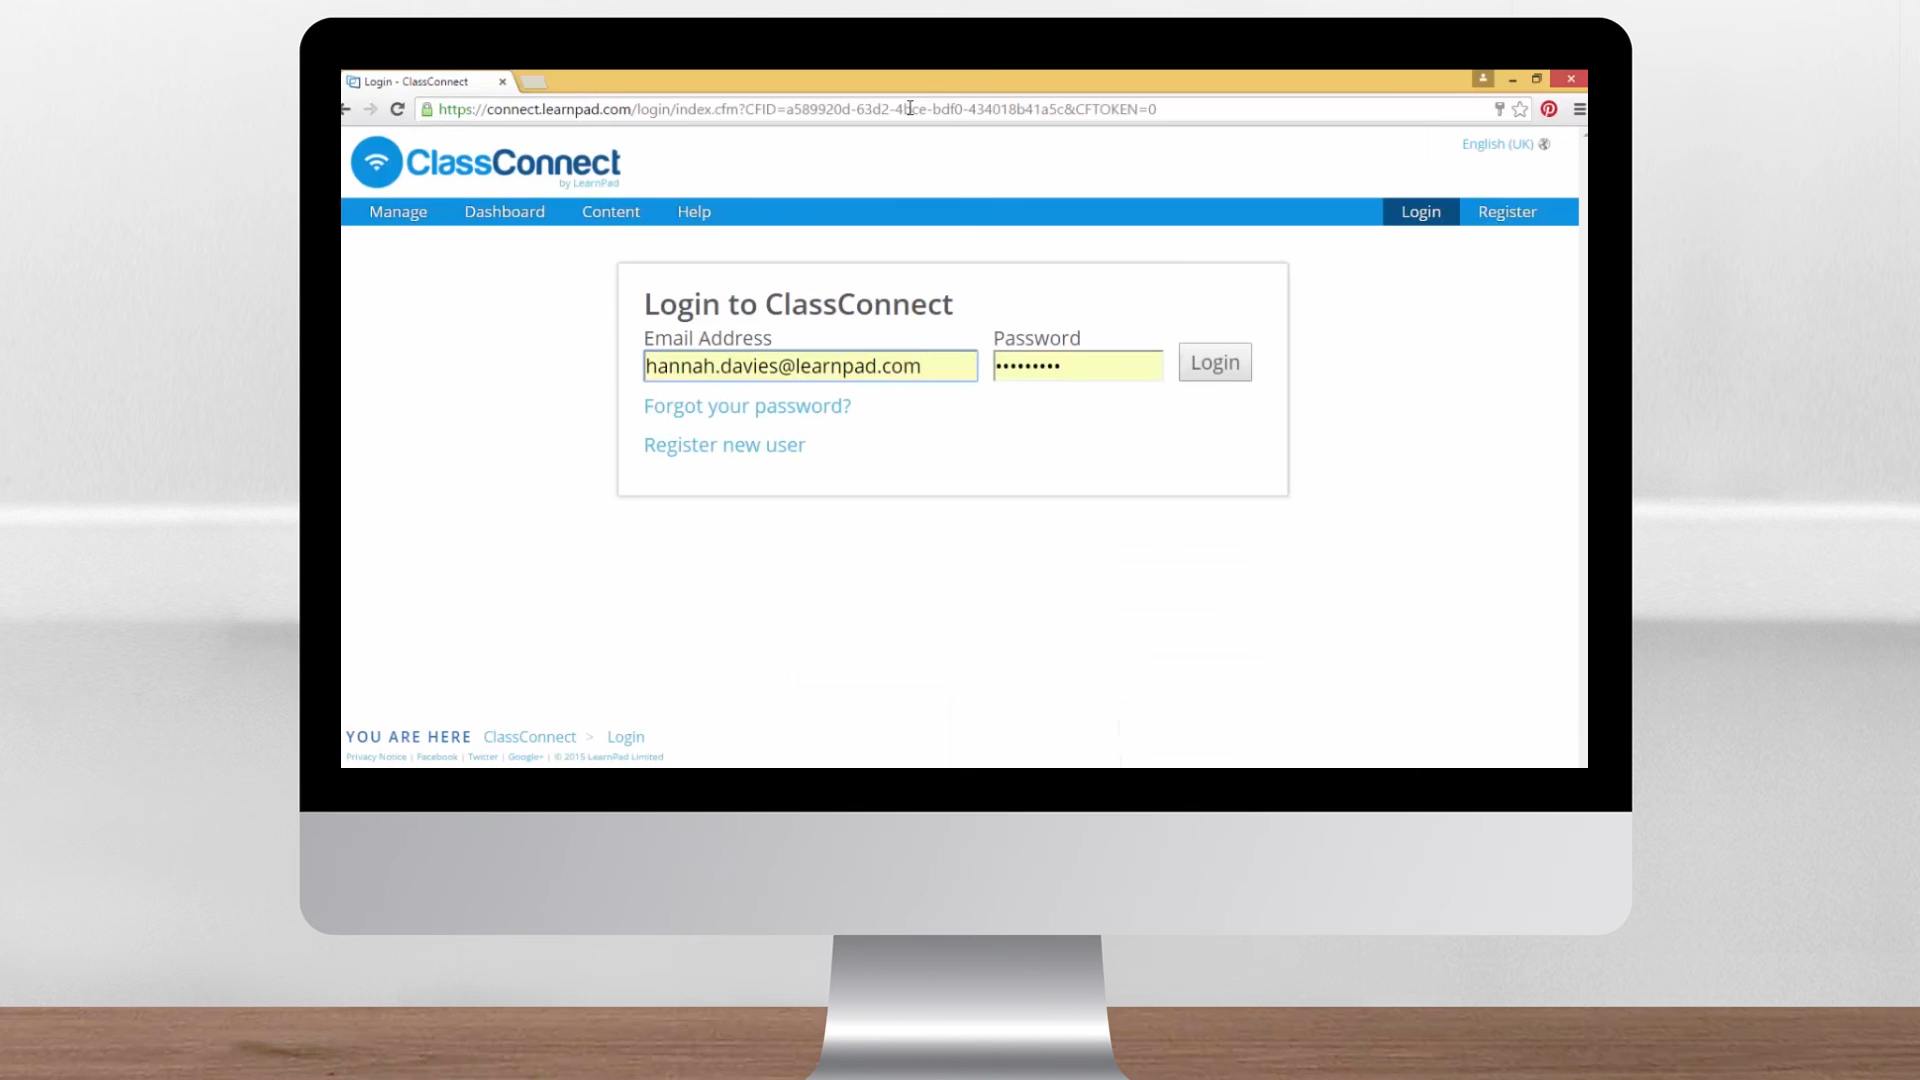 Login - ClassConnect
https://connect.learnpad.com/login/index.cfm?CFID=a589920d-63d2-4bce-bdf0-434018b41a5c&CFTOKEN=0
English (UK)
ClassConnect
by LearnPad
Manage Dashboard Content Help Login Register
Login to ClassConnect
Email Address Password
hannah.davies@learnpad.com ••••••••• Login
Forgot your password?
Register new user
YOU ARE HERE ClassConnect > Login
Privacy Notice | Facebook | Twitter | Google+ | © 2015 LearnPad Limited